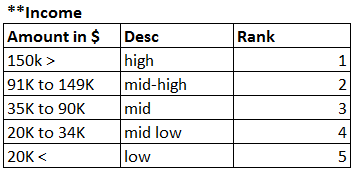 **Income
Amount in $ Desc Rank
150k > high 1
91K to 149K mid-high 2
35K to 90K mid 3
20K to 34K mid low 4
20K < low 5